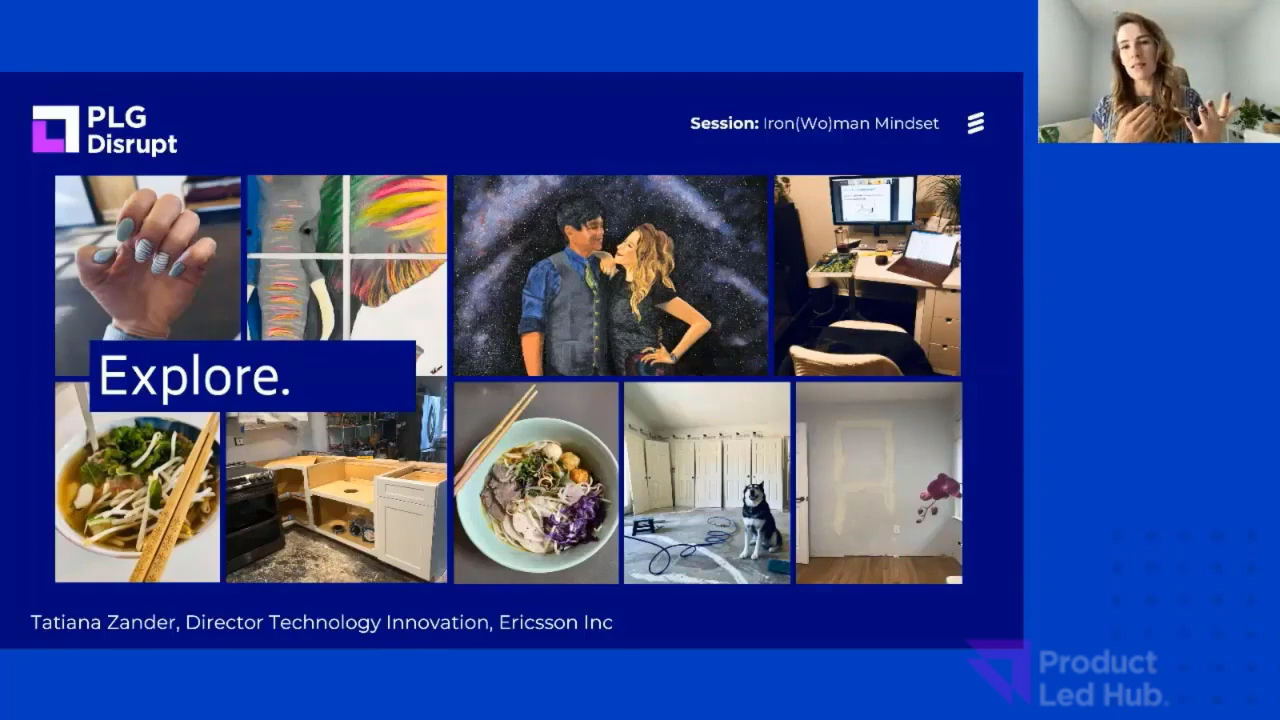 PLG
Disrupt
Session: Iron(Wo)man Mindset
Explore.
Tatiana Zander, Director Technology Innovation, Ericsson Inc
Product
Led Hub.